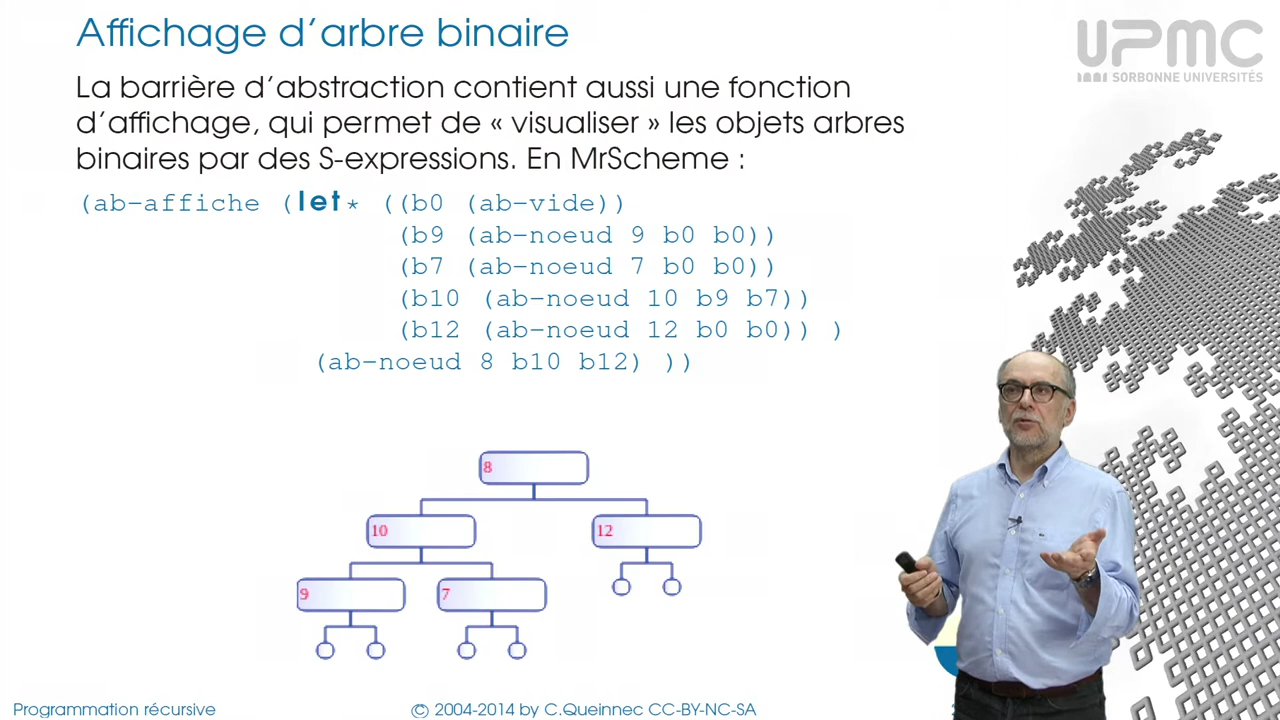 Affichage d'arbre binaire
UPMC
SORBONNE UNIVERSITÉS
La barrière d'abstraction contient aussi une fonction
d'affichage, qui permet de « visualiser » les objets arbres
binaires par des S-expressions. En MrScheme :
(ab-affiche (let* ((b0 (ab-vide))
(b9 (ab-noeud 9 b0 b0))
(b7 (ab-noeud 7 b0 b0))
(b10 (ab-noeud 10 b9 b7))
(b12 (ab-noeud 12 b0 b0)) )
(ab-noeud 8 b10 b12) ))
8
10
12
9
7
Programmation récursive
© 2004-2014 by C.Queinnec CC-BY-NC-SA